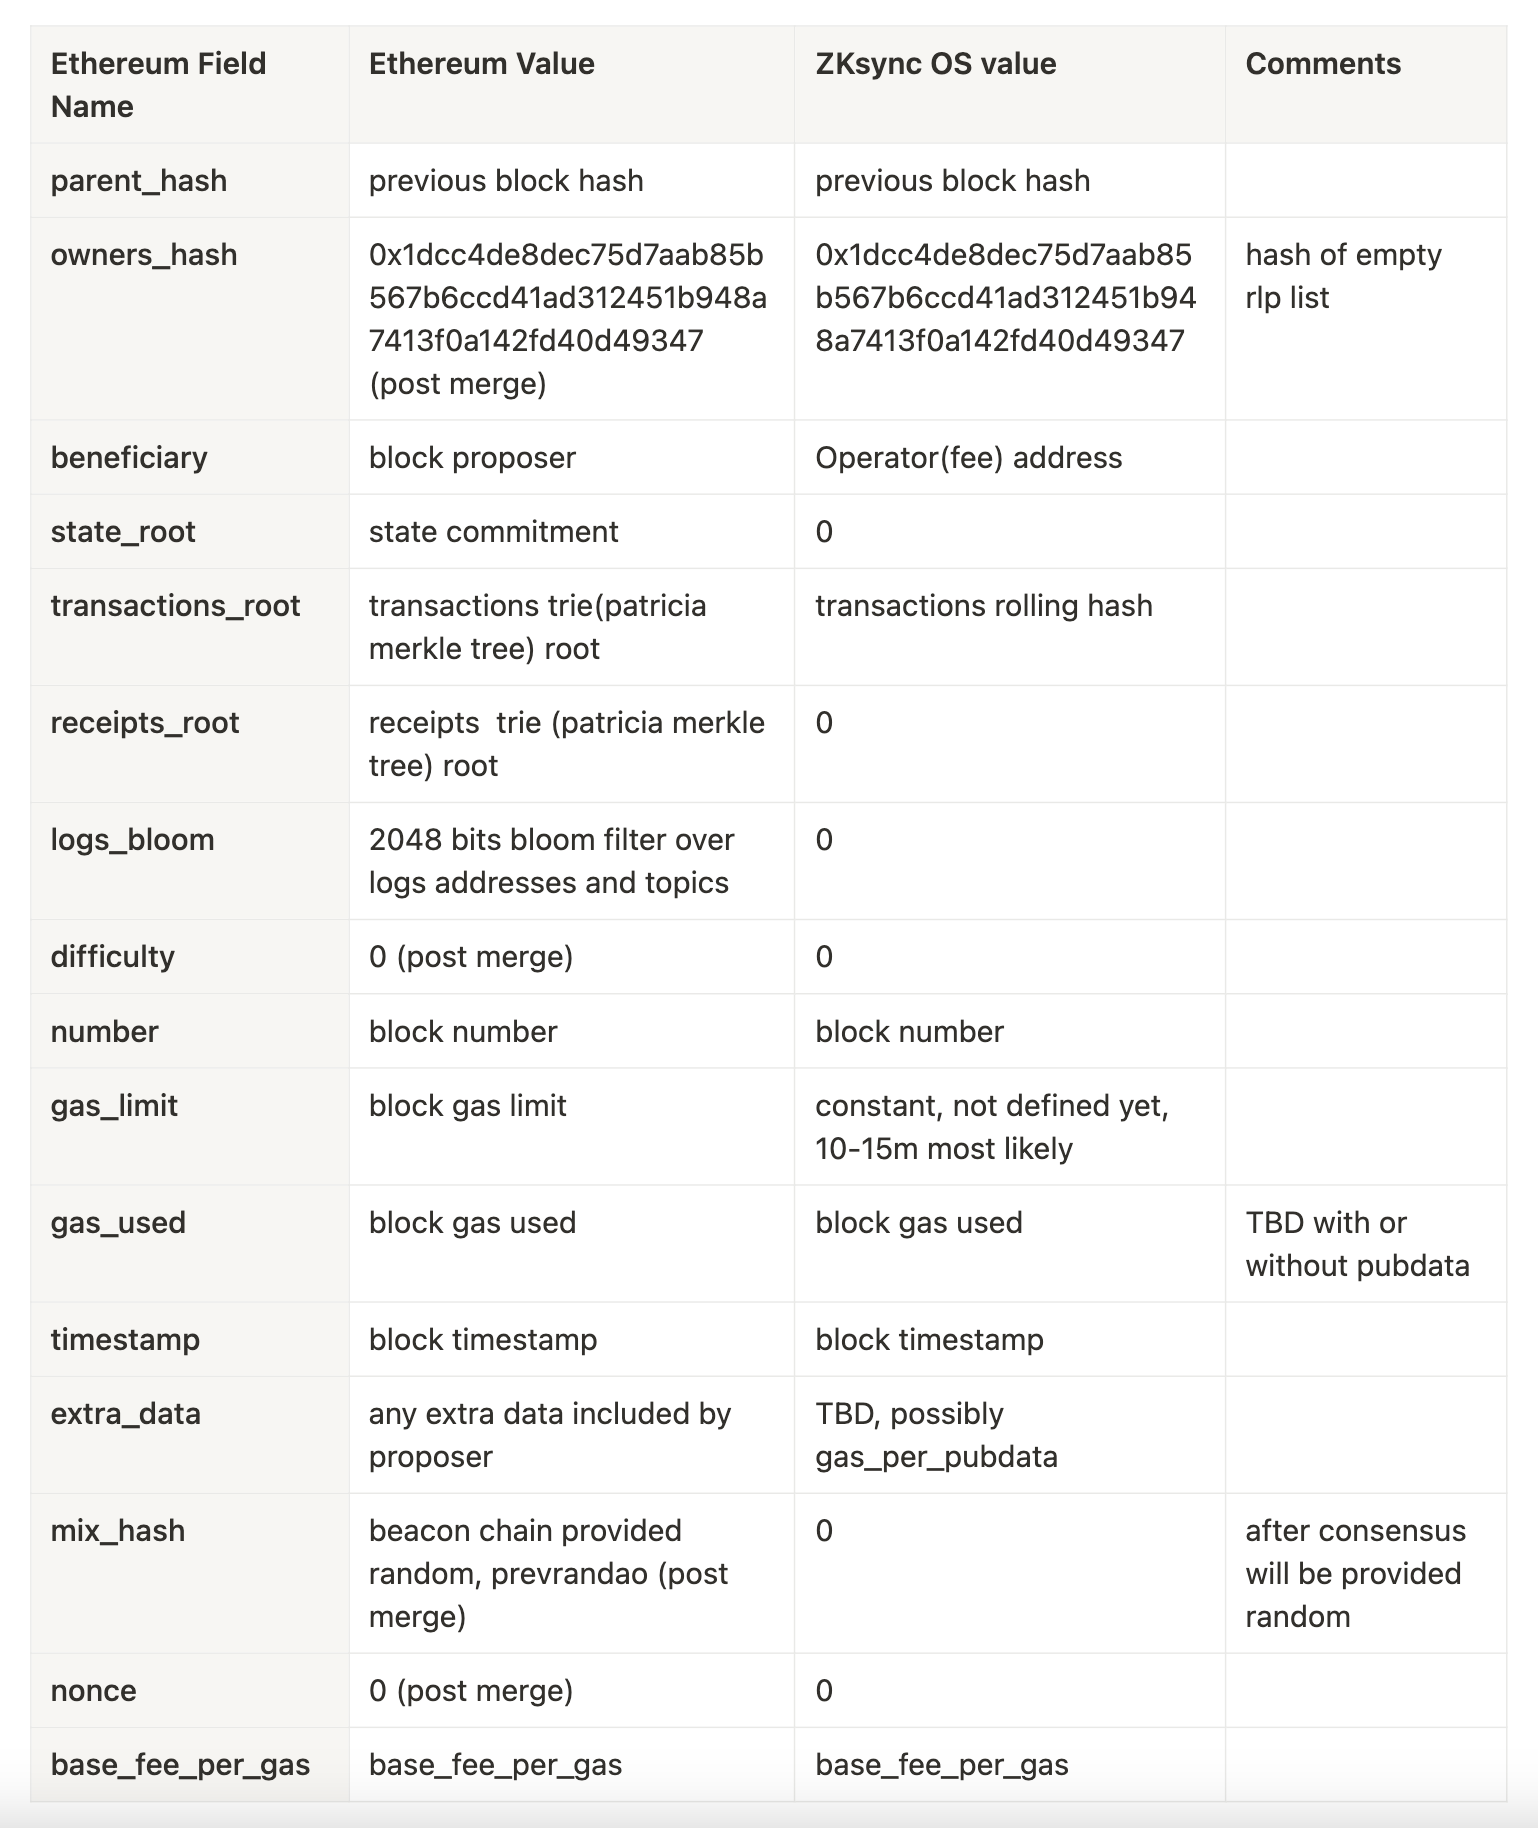 Ethereum Field Name | Ethereum Value | ZKsync OS value | Comments
parent_hash | previous block hash | previous block hash
owners_hash | 0x1dcc4de8dec75d7aab85b567b6ccd41ad312451b948a7413f0a142fd40d49347 (post merge) | 0x1dcc4de8dec75d7aab85b567b6ccd41ad312451b948a7413f0a142fd40d49347 | hash of empty rlp list
beneficiary | block proposer | Operator(fee) address
state_root | state commitment | 0
transactions_root | transactions trie(patricia merkle tree) root | transactions rolling hash
receipts_root | receipts  trie (patricia merkle tree) root | 0
logs_bloom | 2048 bits bloom filter over logs addresses and topics | 0
difficulty | 0 (post merge) | 0
number | block number | block number
gas_limit | block gas limit | constant, not defined yet, 10-15m most likely
gas_used | block gas used | block gas used | TBD with or without pubdata
timestamp | block timestamp | block timestamp
extra_data | any extra data included by proposer | TBD, possibly gas_per_pubdata
mix_hash | beacon chain provided random, prevrandao (post merge) | 0 | after consensus will be provided random
nonce | 0 (post merge) | 0
base_fee_per_gas | base_fee_per_gas | base_fee_per_gas